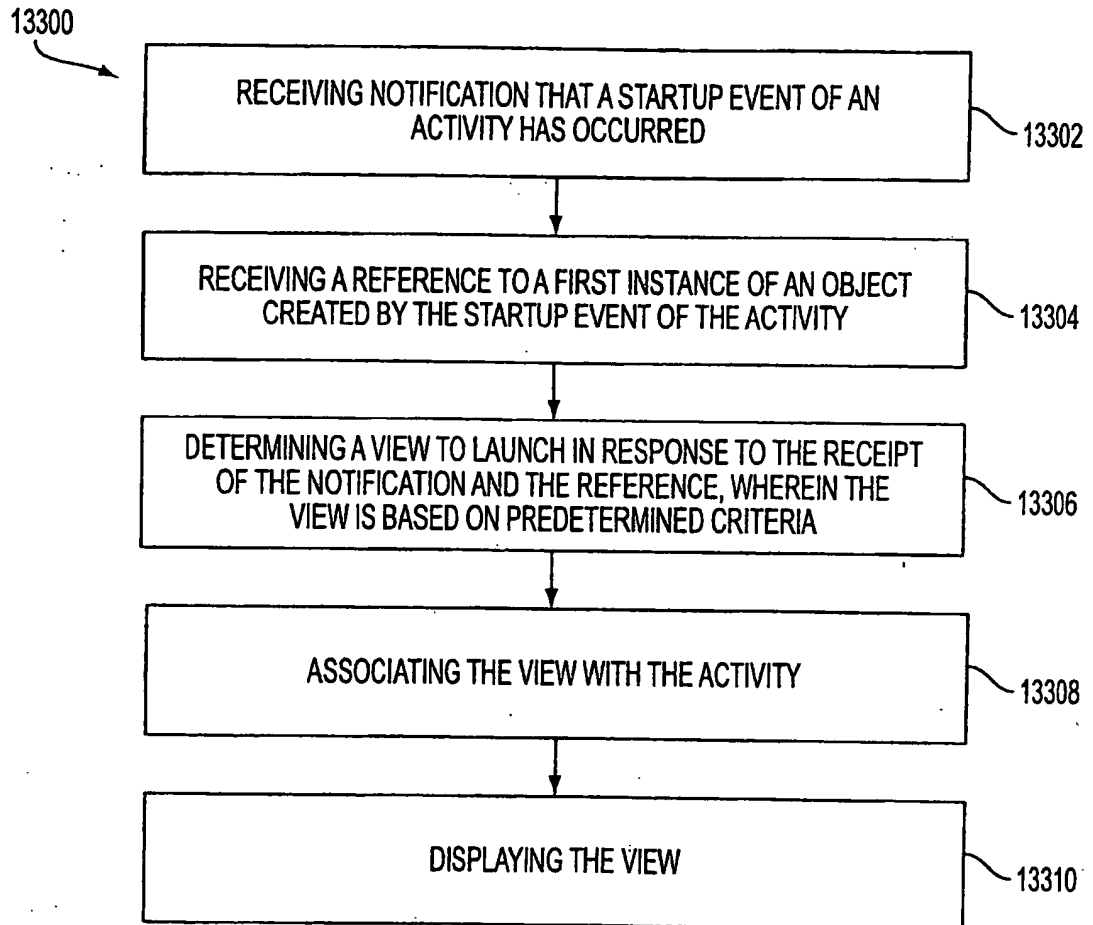 13300
RECEIVING NOTIFICATION THAT A STARTUP EVENT OF AN
ACTIVITY HAS OCCURRED
13302
RECEIVING A REFERENCE TO A FIRST INSTANCE OF AN OBJECT
CREATED BY THE STARTUP EVENT OF THE ACTIVITY
13304
DETERMINING A VIEW TO LAUNCH IN RESPONSE TO THE RECEIPT
OF THE NOTIFICATION AND THE REFERENCE, WHEREIN THE
VIEW IS BASED ON PREDETERMINED CRITERIA
13306
ASSOCIATING THE VIEW WITH THE ACTIVITY
13308
DISPLAYING THE VIEW
13310